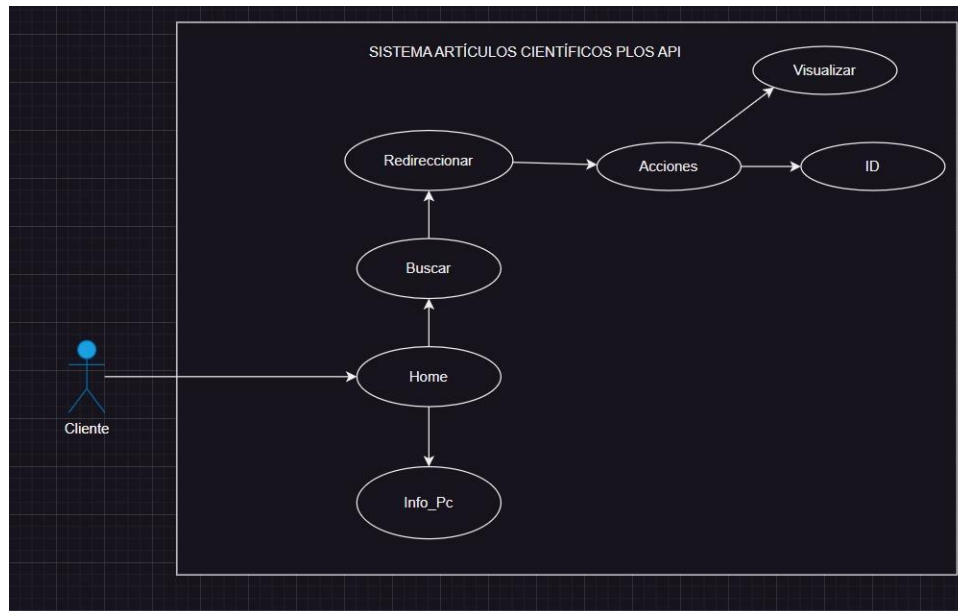 SISTEMA ARTÍCULOS CIENTÍFICOS PLOS API
Visualizar
Redireccionar
Acciones
ID
Buscar
Home
Cliente
Info_Pc